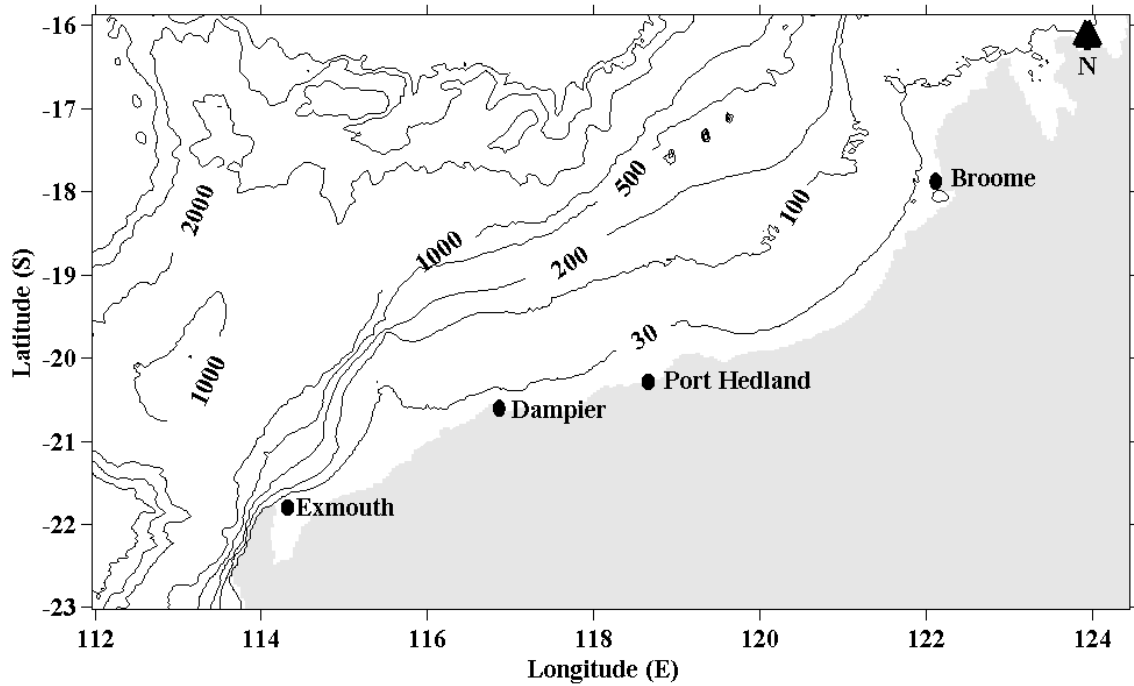 -16
N
-17
500
-18
Broome
2000
100
1000
200
-19
Latitude (S)
30
-20
1000
Port Hedland
Dampier
-21
Exmouth
-22
-23
112 114 116 118 120 122 124
Longitude (E)